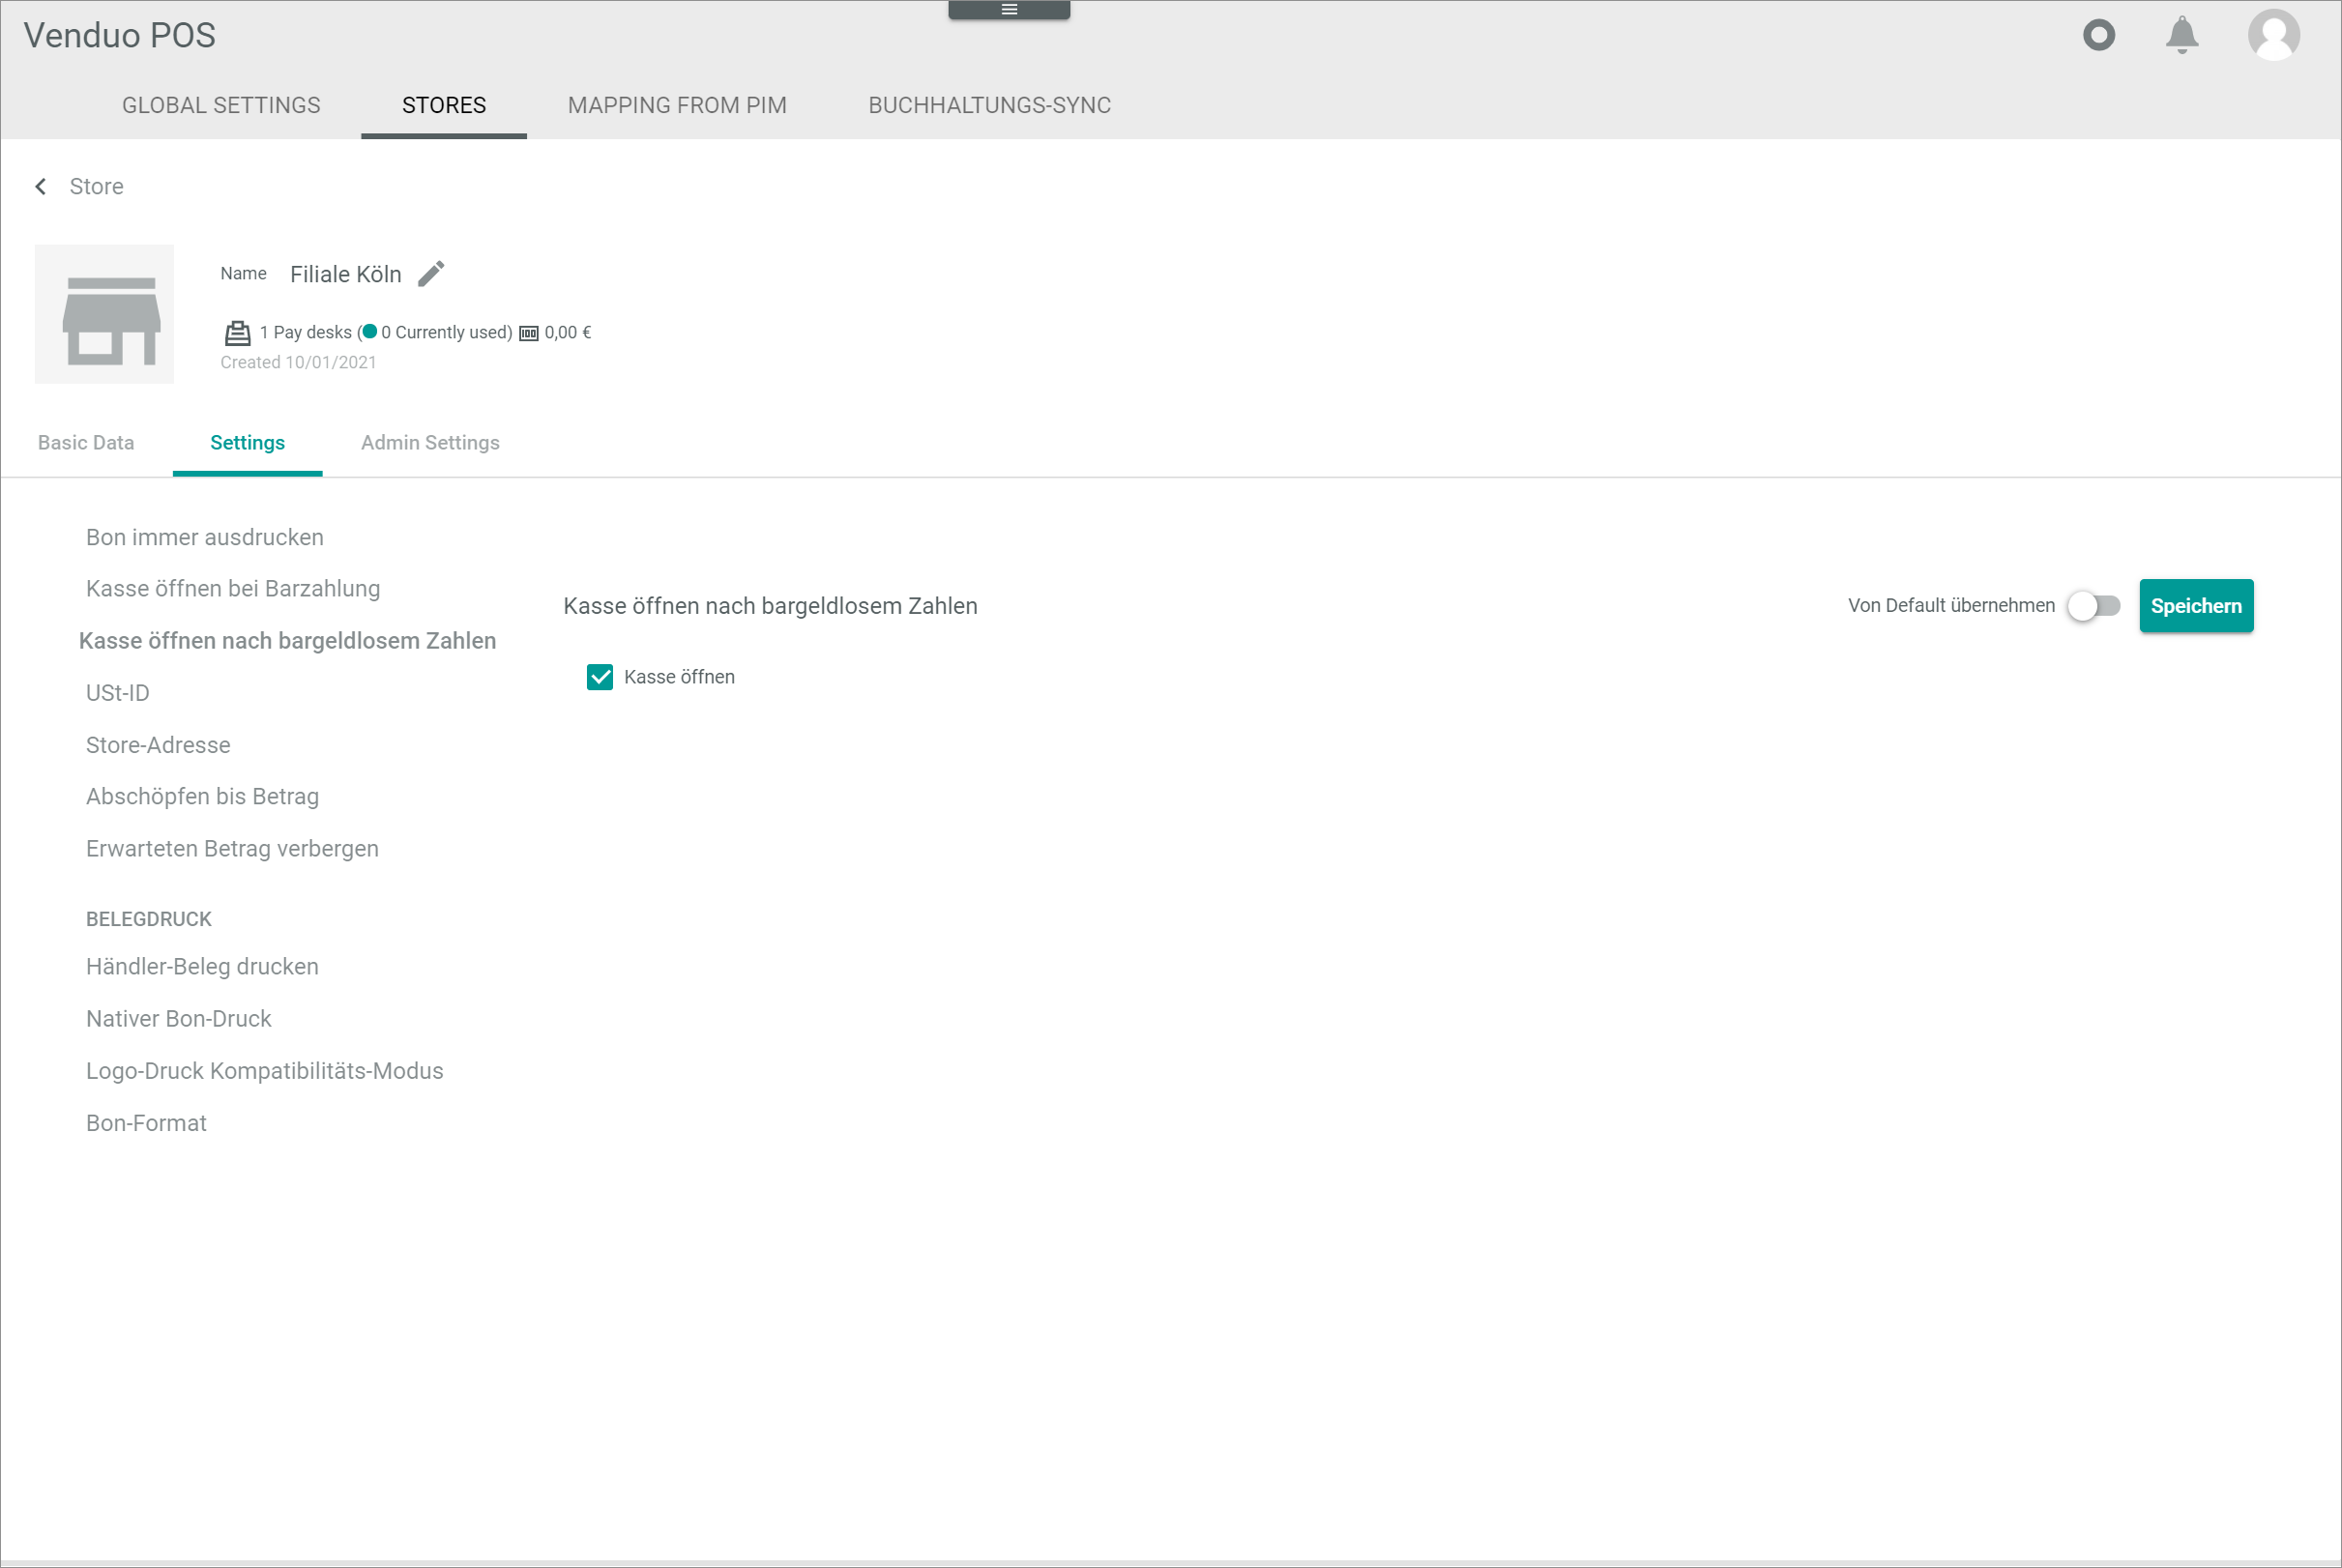 Venduo POS
GLOBAL SETTINGS STORES MAPPING FROM PIM BUCHHALTUNGS-SYNC
Store
Name Filiale Köln
1 Pay desks ( 0 Currently used) 100 0,00 €
Created 10/01/2021
Basic Data Settings Admin Settings
Bon immer ausdrucken
Kasse öffnen bei Barzahlung
Kasse öffnen nach bargeldlosem Zahlen
USt-ID
Store-Adresse
Abschöpfen bis Betrag
Erwarteten Betrag verbergen
BELEGDRUCK
Händler-Beleg drucken
Nativer Bon-Druck
Logo-Druck Kompatibilitäts-Modus
Bon-Format
Kasse öffnen nach bargeldlosem Zahlen
Von Default übernehmen Speichern
Kasse öffnen